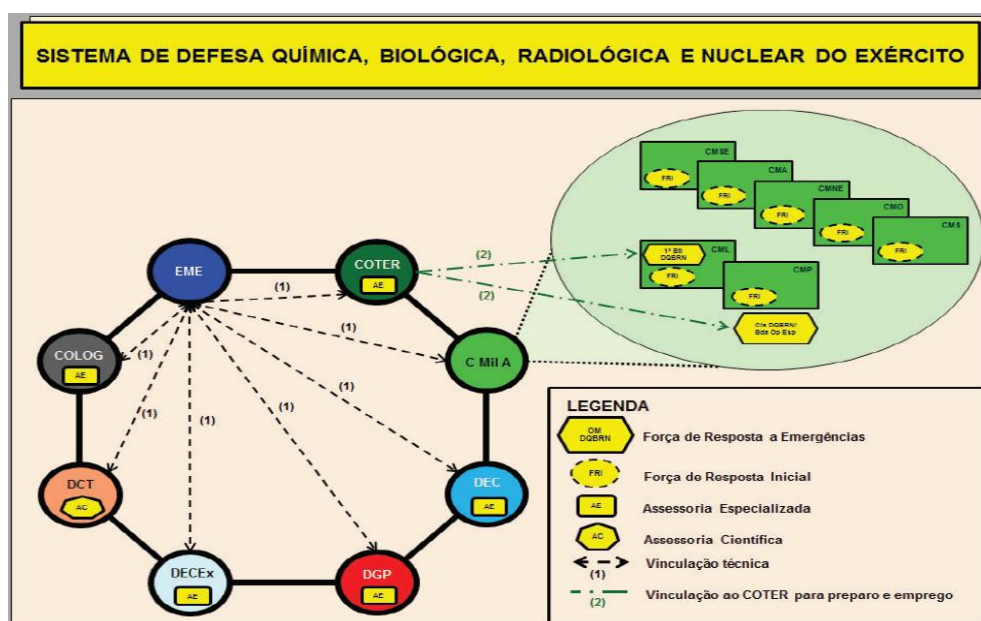 SISTEMA DE DEFESA QUÍMICA, BIOLÓGICA, RADIOLÓGICA E NUCLEAR DO EXÉRCITO
CMSE
FRI
CMA
FRI
CMNE
FRI
CMO
FRI
CMS
FRI
1º Btl
DQBRN
CML
FRI
CMP
FRI
Cia DQBRN/
Bda Op Esp
EME
COTER
AE
(2)
(2)
(1)
(1)
(1)
(1)
(1)
(1)
(1)
COLOG
AE
C Mil A
DCT
AC
DEC
AE
DECEx
AE
DGP
AE
LEGENDA
OM
DQBRN
Força de Resposta a Emergências
FRI
Força de Resposta Inicial
AE
Assessoria Especializada
AC
Assessoria Científica
(1)
Vinculação técnica
(2)
Vinculação ao COTER para preparo e emprego